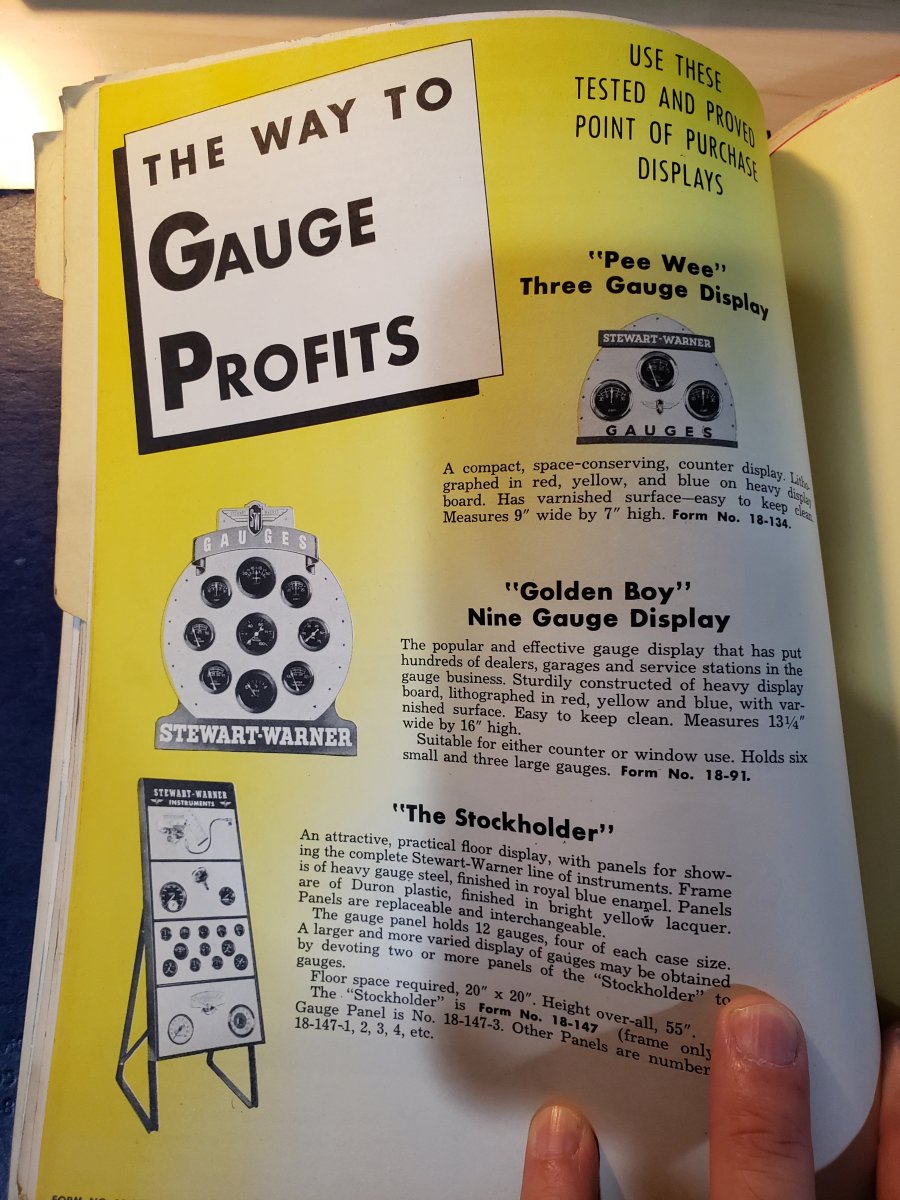 THE WAY TO
GAUGE
PROFITS
USE THESE
TESTED AND PROVED
POINT OF PURCHASE
DISPLAYS
"Pee Wee"
Three Gauge Display
STEWART-WARNER
GAUGES
A compact, space-conserving, counter display. Litho-
graphed in red, yellow, and blue on heavy display
board. Has varnished surface—easy to keep clean.
Measures 9" wide by 7" high. Form No. 18-134.
SW
GAUGES
STEWART-WARNER
"Golden Boy"
Nine Gauge Display
The popular and effective gauge display that has put
hundreds of dealers, garages and service stations in the
gauge business. Sturdily constructed of heavy display
board, lithographed in red, yellow and blue, with var-
nished surface. Easy to keep clean. Measures 13¼"
wide by 16" high.
Suitable for either counter or window use. Holds six
small and three large gauges. Form No. 18-91.
STEWART-WARNER
INSTRUMENTS
"The Stockholder"
An attractive, practical floor display, with panels for show-
ing the complete Stewart-Warner line of instruments. Frame
is of heavy gauge steel, finished in royal blue enamel. Panels
are of Duron plastic, finished in bright yellow lacquer.
Panels are replaceable and interchangeable.
The gauge panel holds 12 gauges, four of each case size.
A larger and more varied display of gauges may be obtained
by devoting two or more panels of the "Stockholder" to
gauges.
Floor space required, 20" x 20". Height over-all, 55".
The "Stockholder" is Form No. 18-147 (frame only
Gauge Panel is No. 18-147-3. Other Panels are number
18-147-1, 2, 3, 4, etc.
FORM NO.